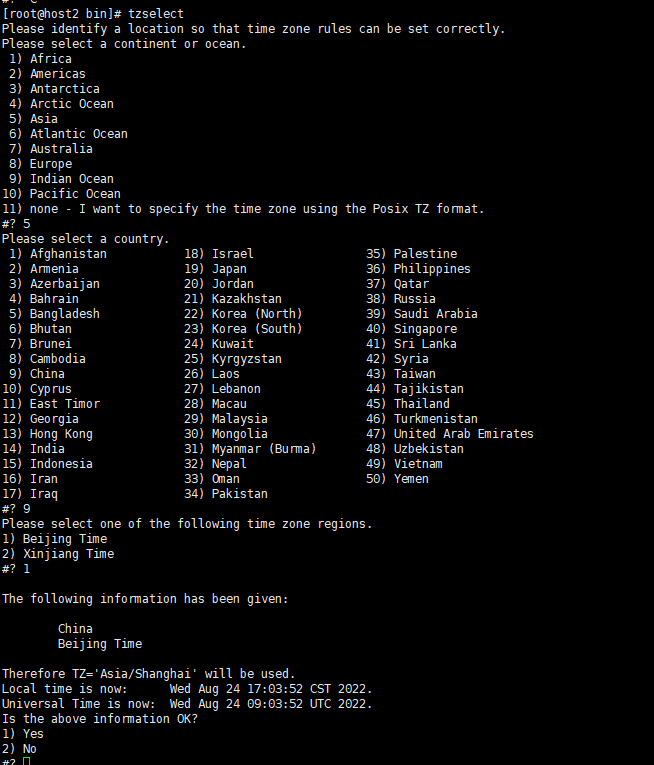 [root@host2 bin]# tzselect
Please identify a location so that time zone rules can be set correctly.
Please select a continent or ocean.
 1) Africa
 2) Americas
 3) Antarctica
 4) Arctic Ocean
 5) Asia
 6) Atlantic Ocean
 7) Australia
 8) Europe
 9) Indian Ocean
10) Pacific Ocean
11) none - I want to specify the time zone using the Posix TZ format.
#? 5
Please select a country.
 1) Afghanistan           18) Israel                35) Palestine
 2) Armenia               19) Japan                 36) Philippines
 3) Azerbaijan            20) Jordan                37) Qatar
 4) Bahrain               21) Kazakhstan            38) Russia
 5) Bangladesh            22) Korea (North)         39) Saudi Arabia
 6) Bhutan                23) Korea (South)         40) Singapore
 7) Brunei                24) Kuwait                41) Sri Lanka
 8) Cambodia              25) Kyrgyzstan            42) Syria
 9) China                 26) Laos                  43) Taiwan
10) Cyprus                27) Lebanon               44) Tajikistan
11) East Timor            28) Macau                 45) Thailand
12) Georgia               29) Malaysia              46) Turkmenistan
13) Hong Kong             30) Mongolia              47) United Arab Emirates
14) India                 31) Myanmar (Burma)       48) Uzbekistan
15) Indonesia             32) Nepal                 49) Vietnam
16) Iran                  33) Oman                  50) Yemen
17) Iraq                  34) Pakistan
#? 9
Please select one of the following time zone regions.
1) Beijing Time
2) Xinjiang Time
#? 1
The following information has been given:
        China
        Beijing Time
Therefore TZ='Asia/Shanghai' will be used.
Local time is now:      Wed Aug 24 17:03:52 CST 2022.
Universal Time is now:  Wed Aug 24 09:03:52 UTC 2022.
Is the above information OK?
1) Yes
2) No
#?